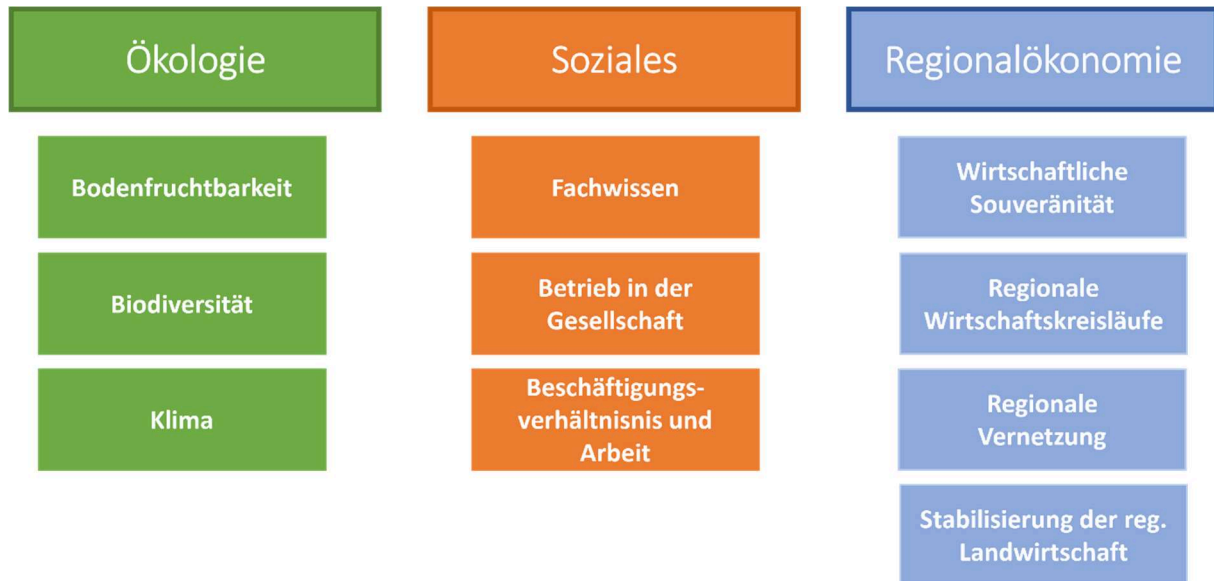 Ökologie
Bodenfruchtbarkeit
Biodiversität
Klima
Soziales
Fachwissen
Betrieb in der
Gesellschaft
Beschäftigungs-
verhältnisnis und
Arbeit
Regionalökonomie
Wirtschaftliche
Souveränität
Regionale
Wirtschaftskreisläufe
Regionale
Vernetzung
Stabilisierung der reg.
Landwirtschaft